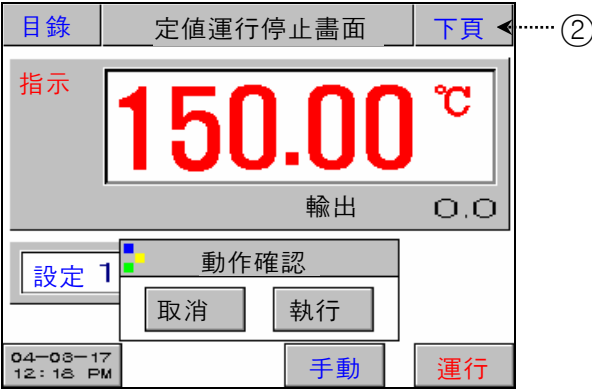 目錄 定值運行停止畫面 下頁 ②
指示
150.00 ℃
輸出 0.0
設定 1
動作確認
取消 執行
04-03-17
12:18 PM
手動 運行